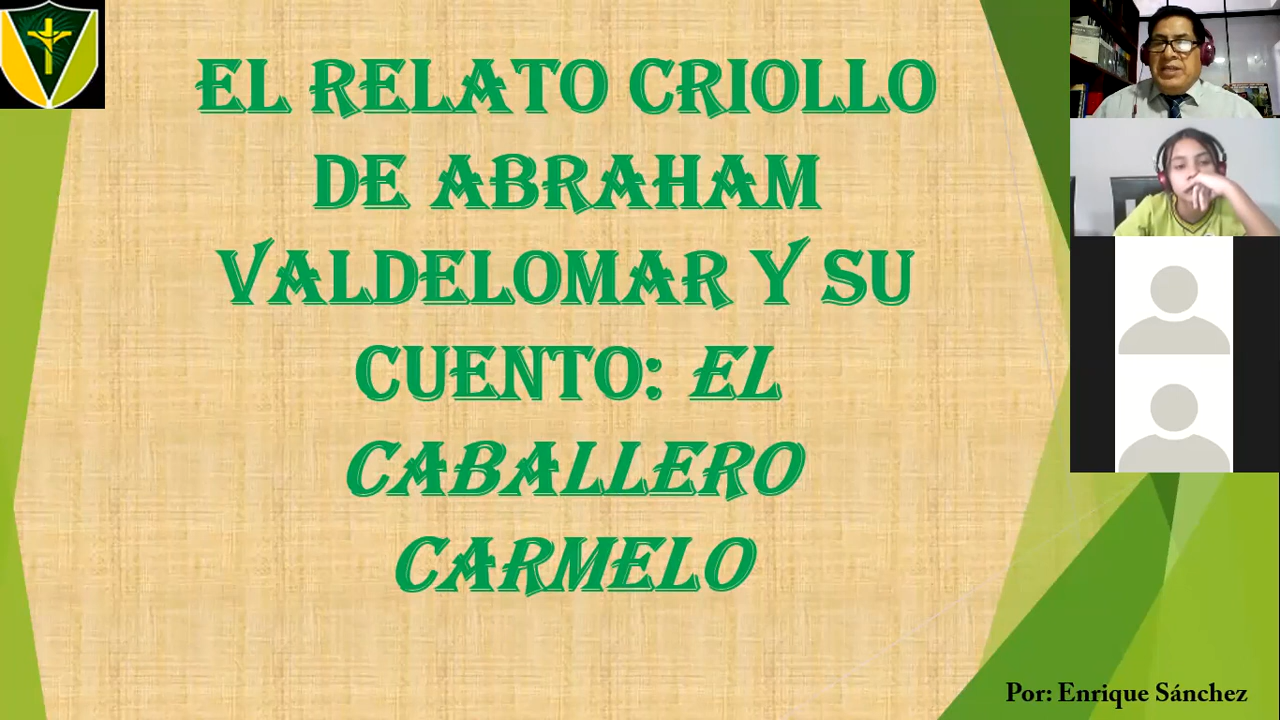 EL RELATO CRIOLLO
DE ABRAHAM
VALDELOMAR Y SU
CUENTO: EL
CABALLERO
CARMELO
Por: Enrique Sánchez